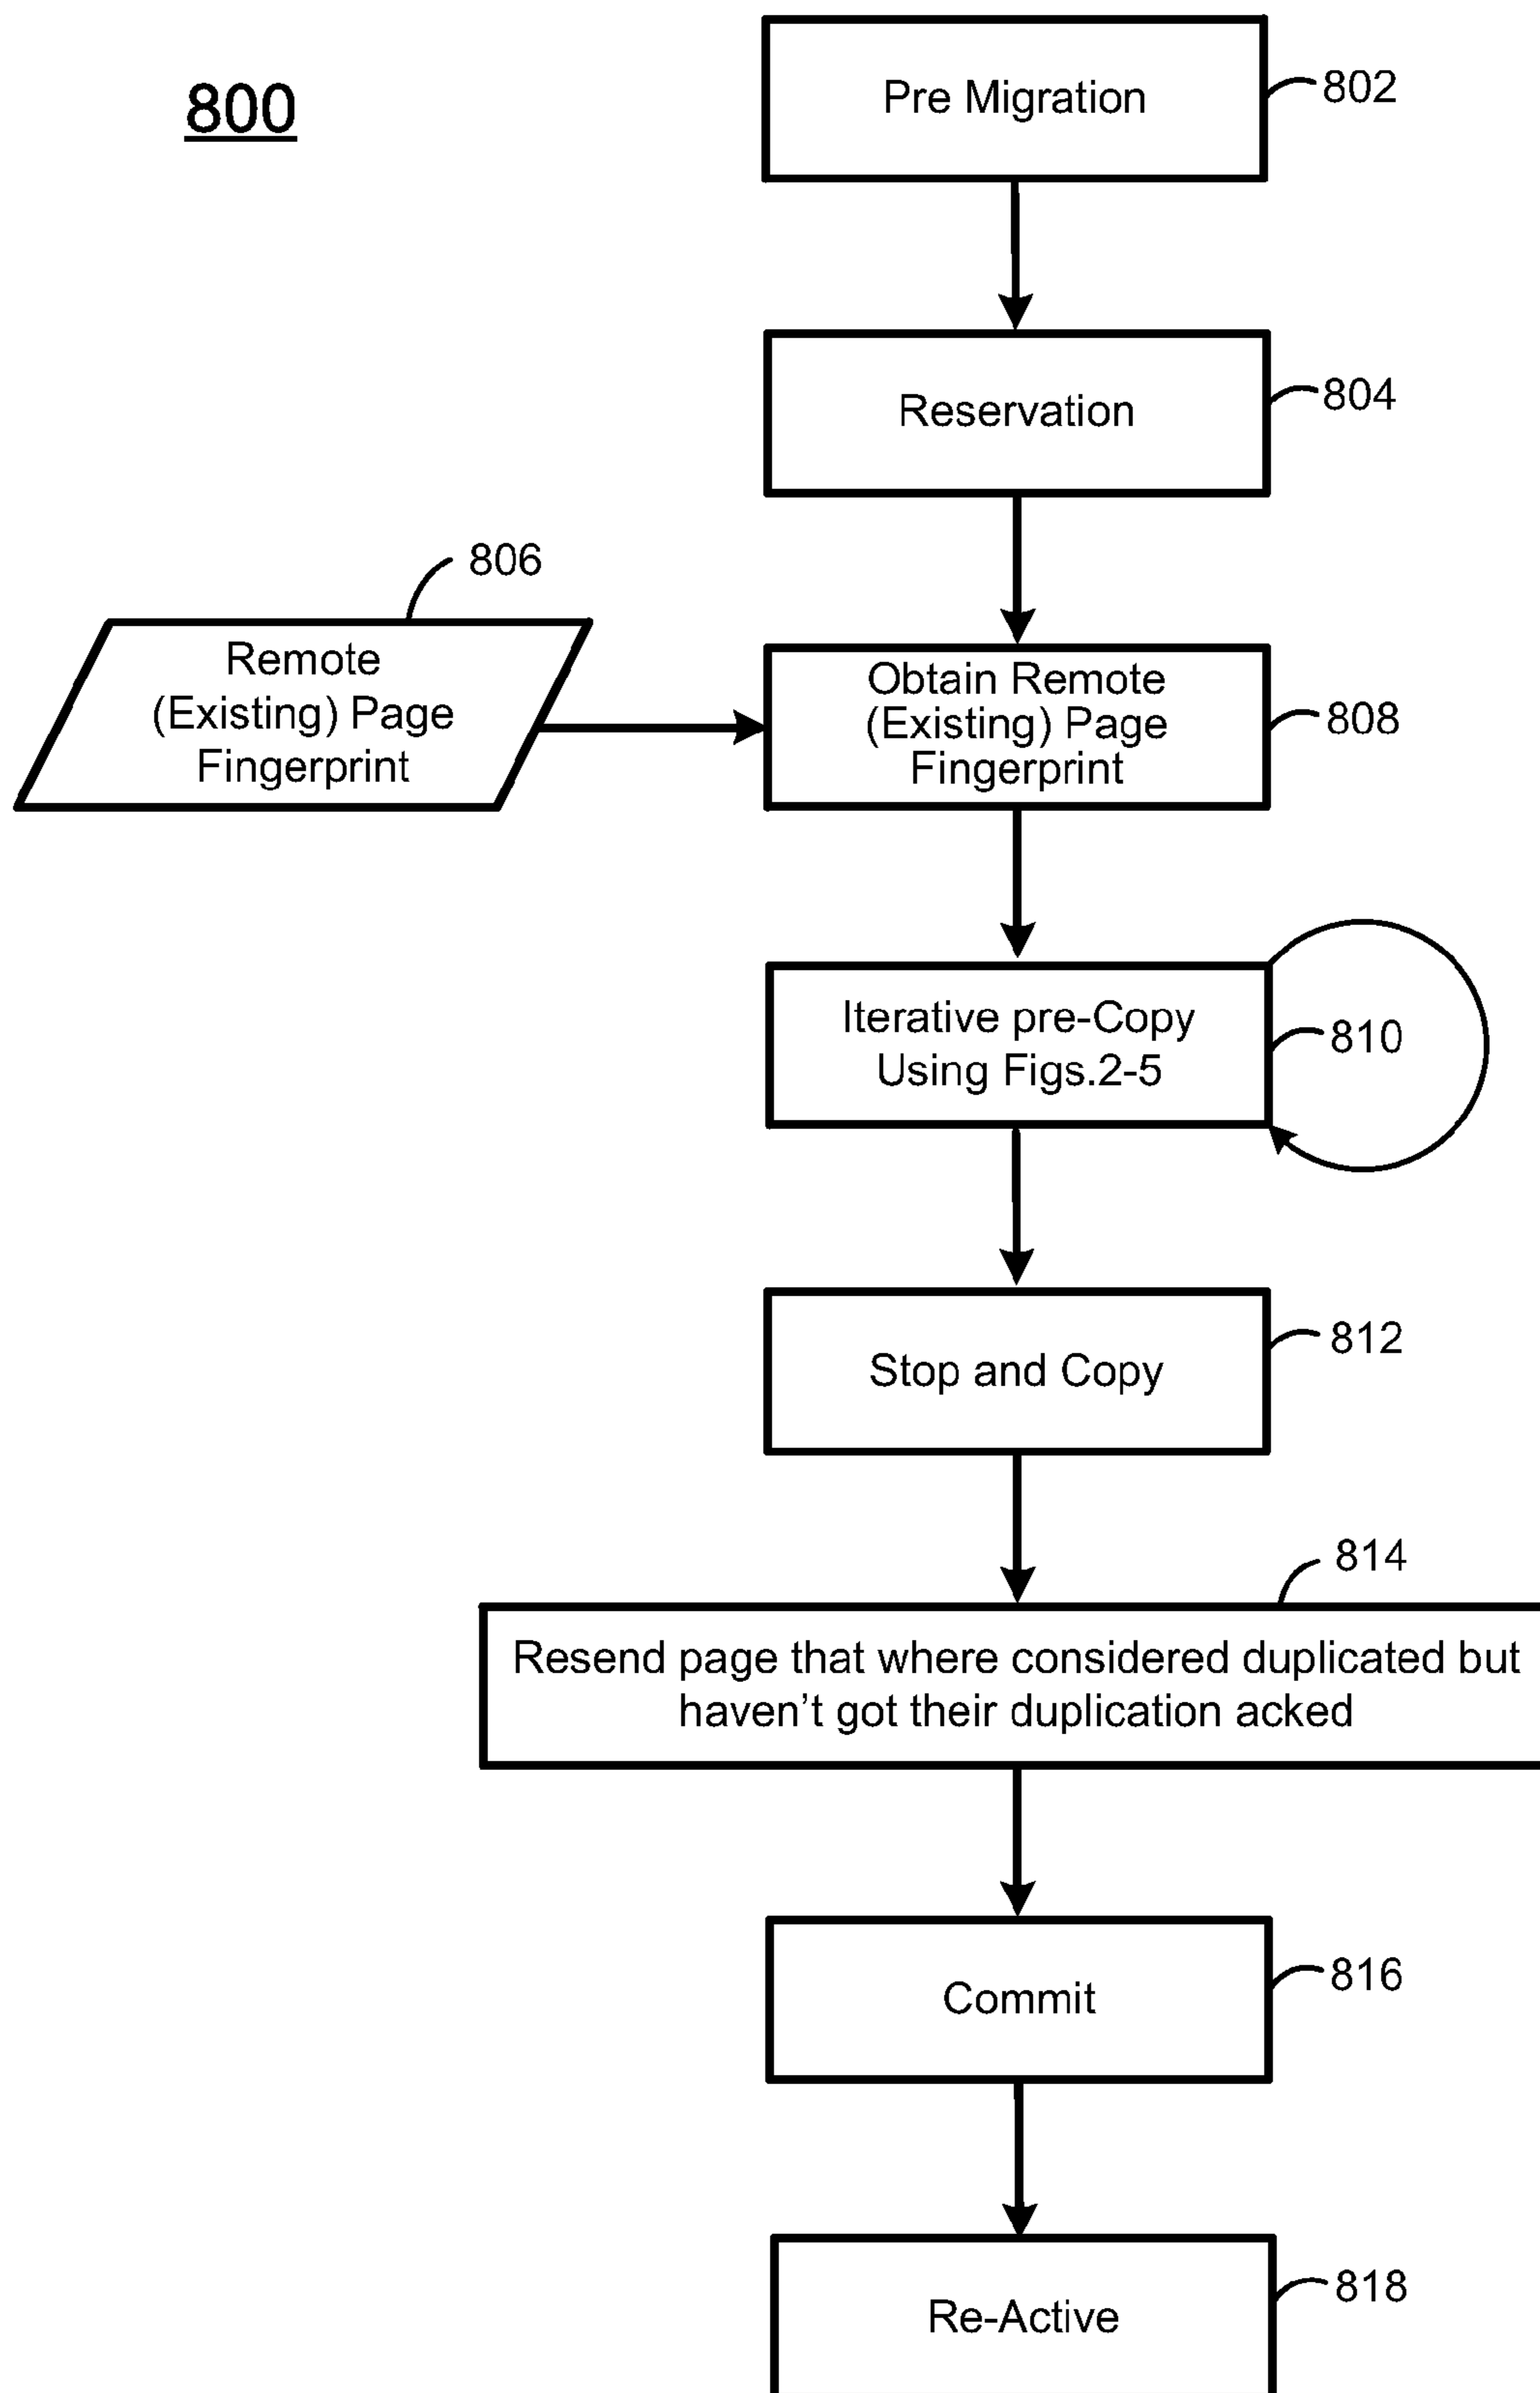 800
Pre Migration
802
Reservation
804
806
Remote
(Existing) Page
Fingerprint
Obtain Remote
(Existing) Page
Fingerprint
808
Iterative pre-Copy
Using Figs.2-5
810
Stop and Copy
812
814
Resend page that where considered duplicated but
haven't got their duplication acked
Commit
816
Re-Active
818